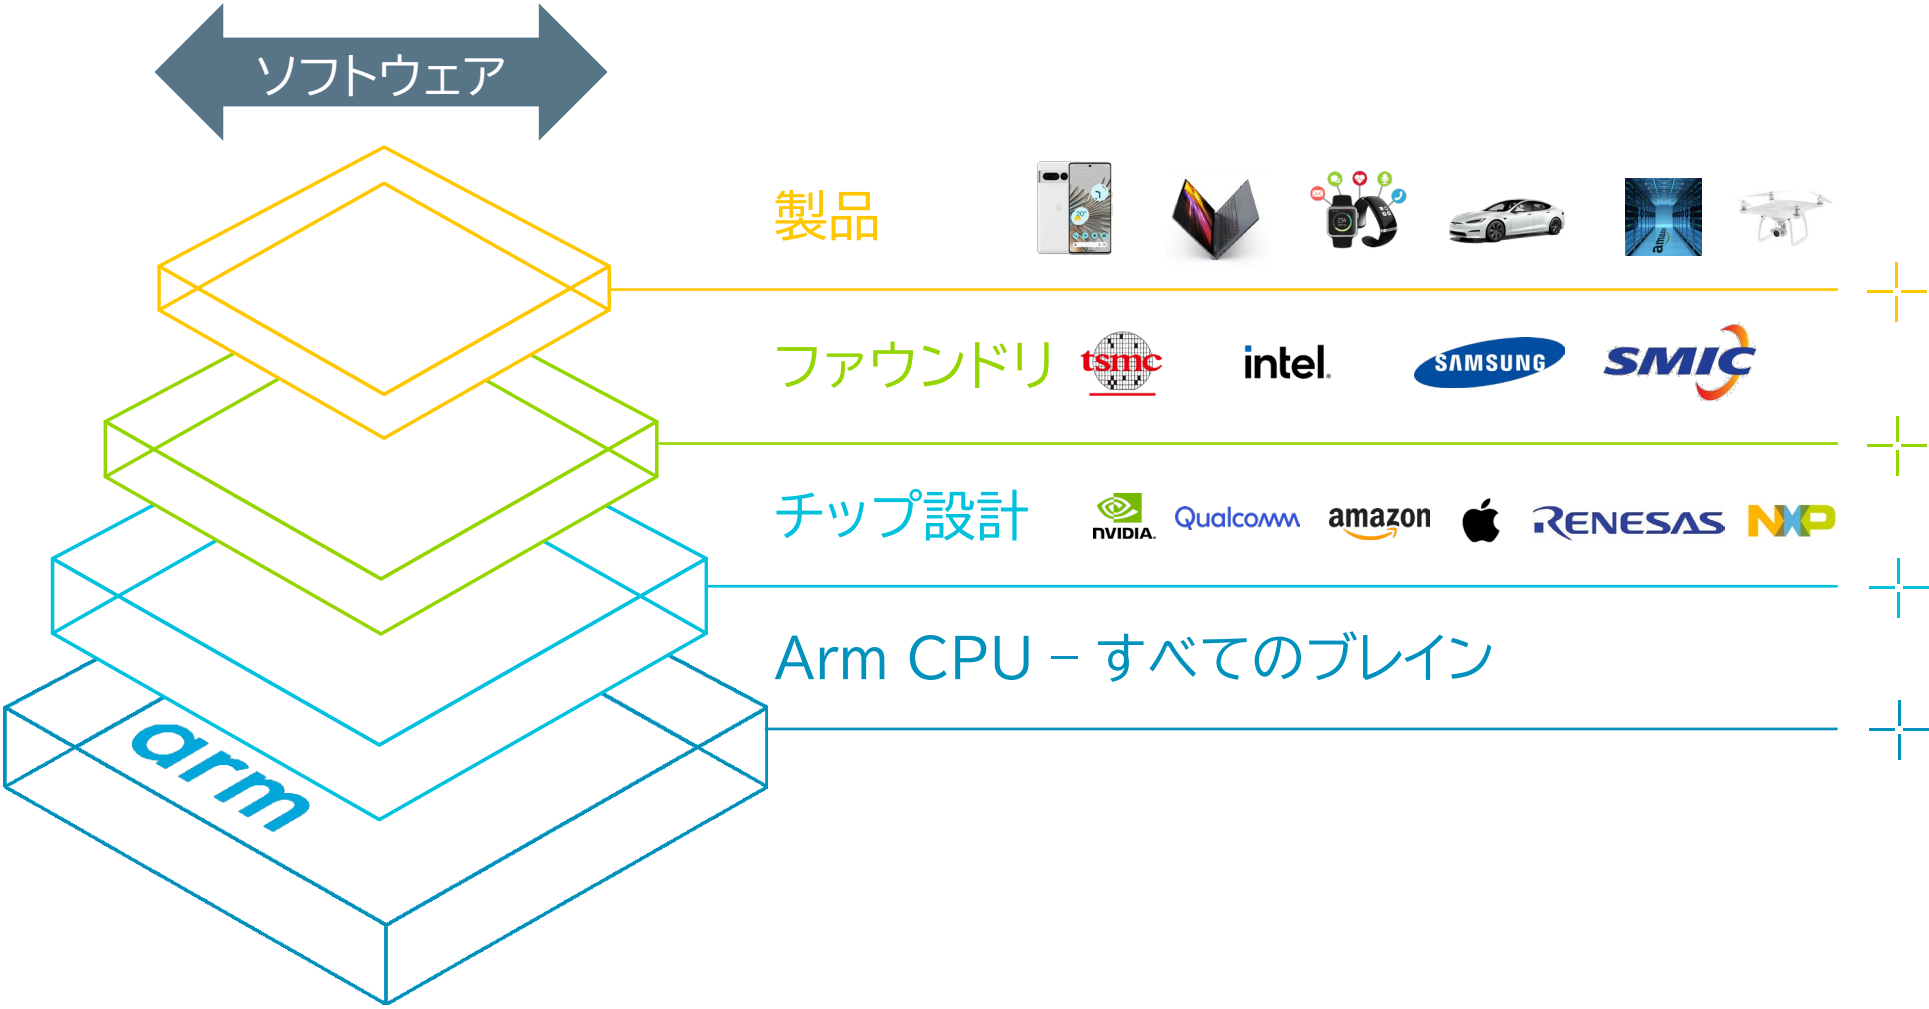 ソフトウェア
製品
ファウンドリ
tsmc
intel.
SAMSUNG
SMIC
チップ設計
NVIDIA.
Qualcomm
amazon
RENESAS
NXP
Arm CPU – すべてのブレイン
arm